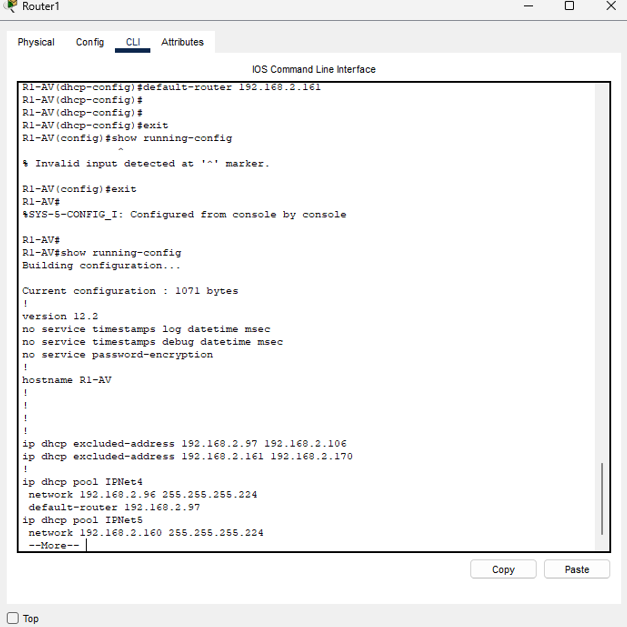 Router1
Physical Config CLI Attributes
IOS Command Line Interface
R1-AV(dhcp-config)#default-router 192.168.2.161
R1-AV(dhcp-config)#
R1-AV(dhcp-config)#
R1-AV(dhcp-config)#exit
R1-AV(config)#show running-config
^
% Invalid input detected at '^' marker.
R1-AV(config)#exit
R1-AV#
%SYS-5-CONFIG_I: Configured from console by console
R1-AV#
R1-AV#show running-config
Building configuration...
Current configuration : 1071 bytes
!
version 12.2
no service timestamps log datetime msec
no service timestamps debug datetime msec
no service password-encryption
!
hostname R1-AV
!
!
!
!
ip dhcp excluded-address 192.168.2.97 192.168.2.106
ip dhcp excluded-address 192.168.2.161 192.168.2.170
!
ip dhcp pool IPNet4
network 192.168.2.96 255.255.255.224
default-router 192.168.2.97
ip dhcp pool IPNet5
network 192.168.2.160 255.255.255.224
--More--
Copy Paste
Top